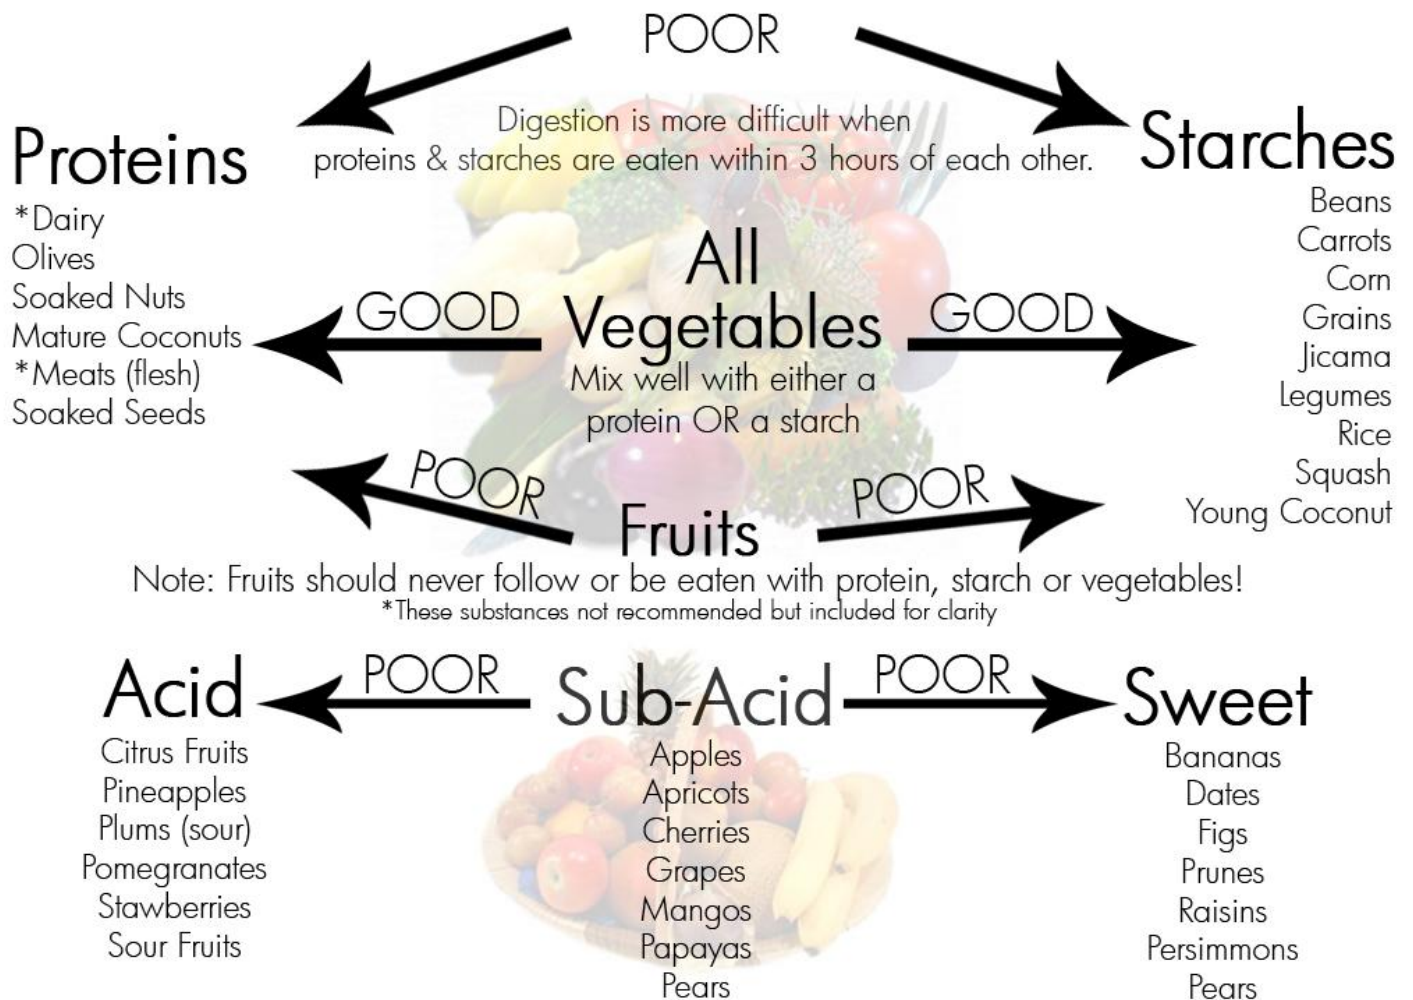 POOR
Digestion is more difficult when
proteins & starches are eaten within 3 hours of each other.
Proteins
*Dairy
Olives
Soaked Nuts
Mature Coconuts
*Meats (flesh)
Soaked Seeds
Starches
Beans
Carrots
Corn
Grains
Jicama
Legumes
Rice
Squash
Young Coconut
GOOD
All
Vegetables
GOOD
Mix well with either a
protein OR a starch
POOR
Fruits
POOR
Note: Fruits should never follow or be eaten with protein, starch or vegetables!
*These substances not recommended but included for clarity
Acid
Citrus Fruits
Pineapples
Plums (sour)
Pomegranates
Stawberries
Sour Fruits
POOR
Sub-Acid
Apples
Apricots
Cherries
Grapes
Mangos
Papayas
Pears
POOR
Sweet
Bananas
Dates
Figs
Prunes
Raisins
Persimmons
Pears